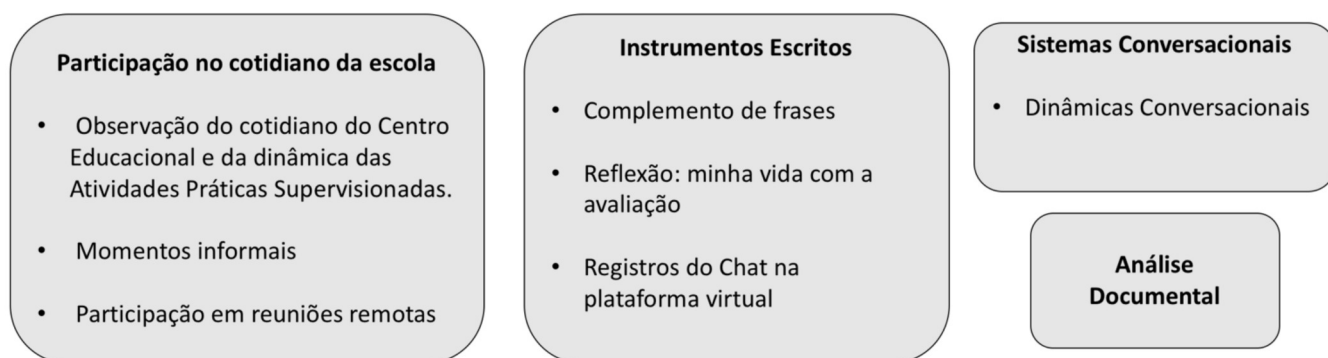 Participação no cotidiano da escola
• Observação do cotidiano do Centro
Educacional e da dinâmica das
Atividades Práticas Supervisionadas.
• Momentos informais
• Participação em reuniões remotas
Instrumentos Escritos
• Complemento de frases
• Reflexão: minha vida com a
avaliação
• Registros do Chat na
plataforma virtual
Sistemas Conversacionais
• Dinâmicas Conversacionais
Análise
Documental